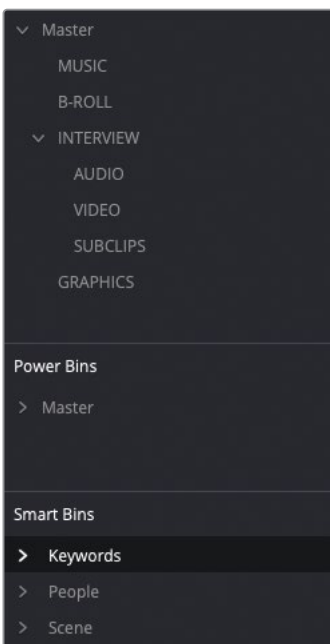 Master
MUSIC
B-ROLL
INTERVIEW
AUDIO
VIDEO
SUBCLIPS
GRAPHICS
Power Bins
Master
Smart Bins
Keywords
People
Scene